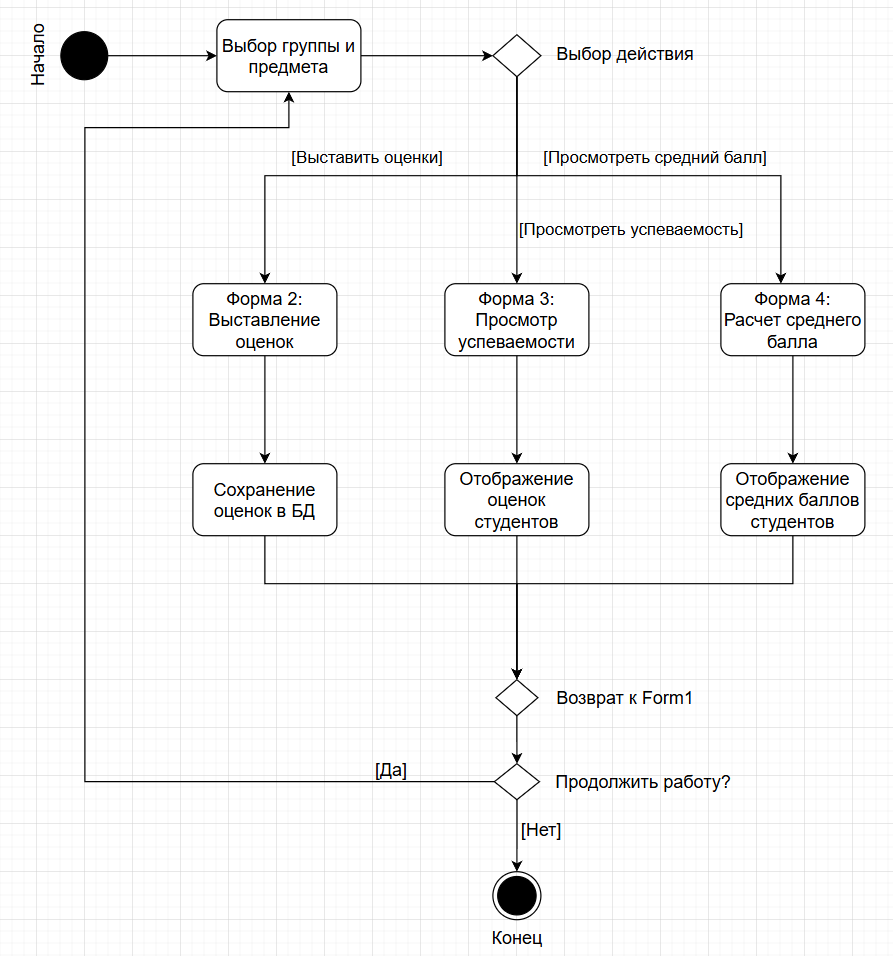 Начало
Выбор группы и
предмета
Выбор действия
[Выставить оценки]
[Просмотреть средний балл]
[Просмотреть успеваемость]
Форма 2:
Выставление
оценок
Форма 3:
Просмотр
успеваемости
Форма 4:
Расчет среднего
балла
Сохранение
оценок в БД
Отображение
оценок
студентов
Отображение
средних баллов
студентов
Возврат к Form1
[Да]
Продолжить работу?
[Нет]
Конец